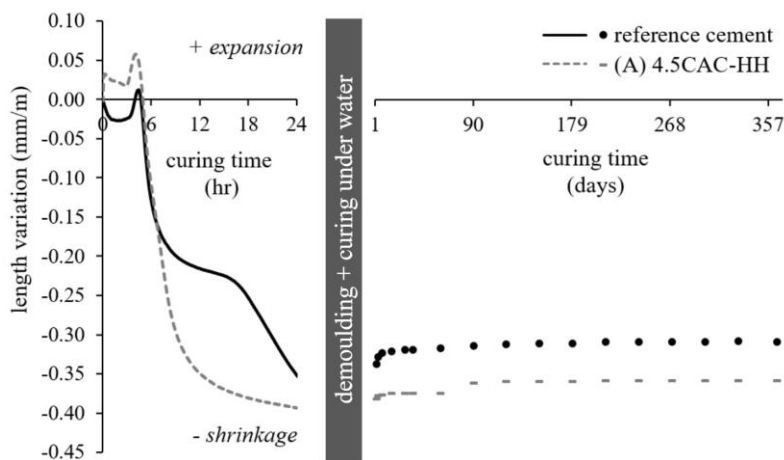 0.10
0.05
0.00
-0.05
-0.10
-0.15
-0.20
-0.25
-0.30
-0.35
-0.40
-0.45
length variation (mm/m)
+ expansion
0 6 12 18 24
curing time
(hr)
- shrinkage
demoulding + curing under water
reference cement
(A) 4.5CAC-HH
1 90 179 268 357
curing time
(days)